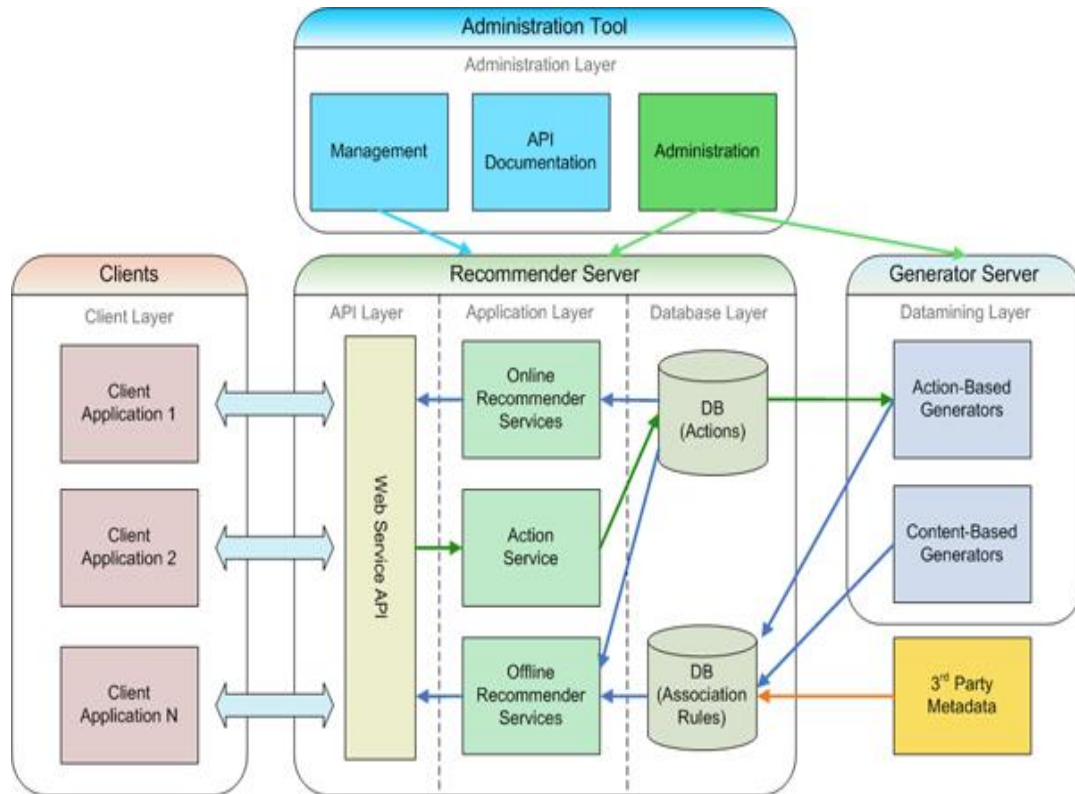 Administration Tool
Administration Layer
Management
API
Documentation
Administration
Clients
Client Layer
Client
Application 1
Client
Application 2
Client
Application N
Recommender Server
API Layer
Application Layer
Database Layer
Web Service API
Online
Recommender
Services
Action
Service
Offline
Recommender
Services
DB
(Actions)
DB
(Association
Rules)
Generator Server
Datamining Layer
Action-Based
Generators
Content-Based
Generators
3rd Party
Metadata